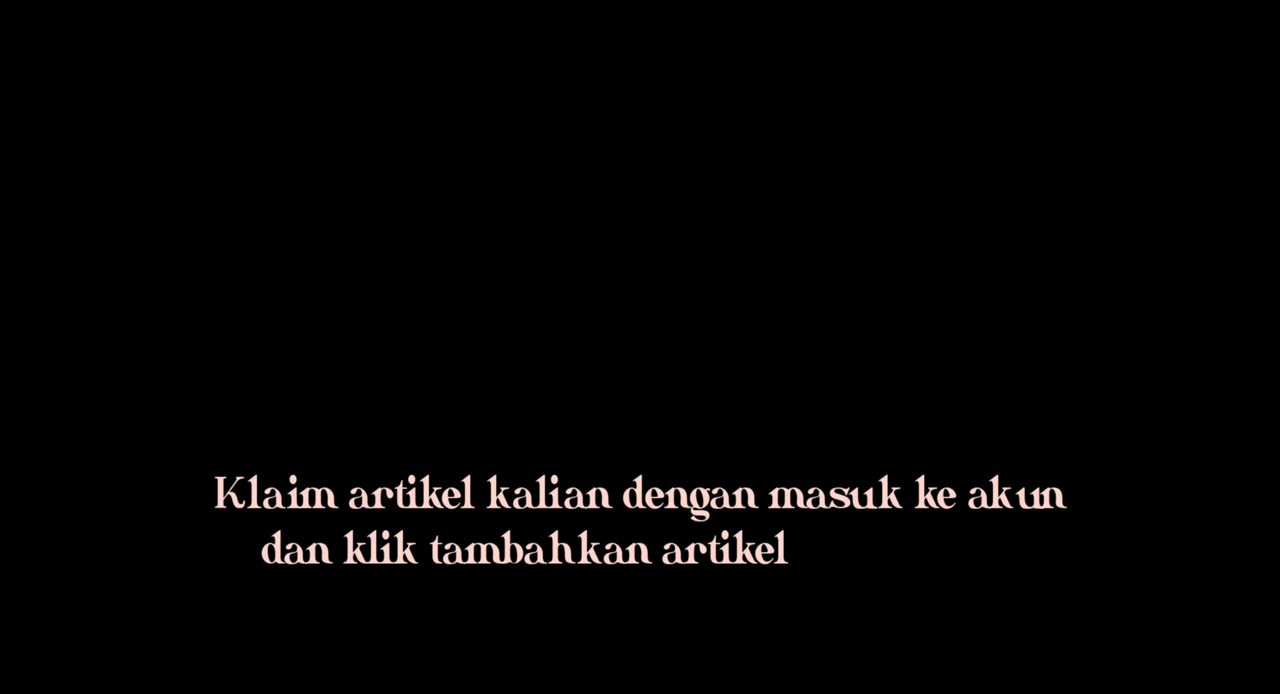 Klaim artikel kalian dengan masuk ke akun
dan klik tambahkan artikel